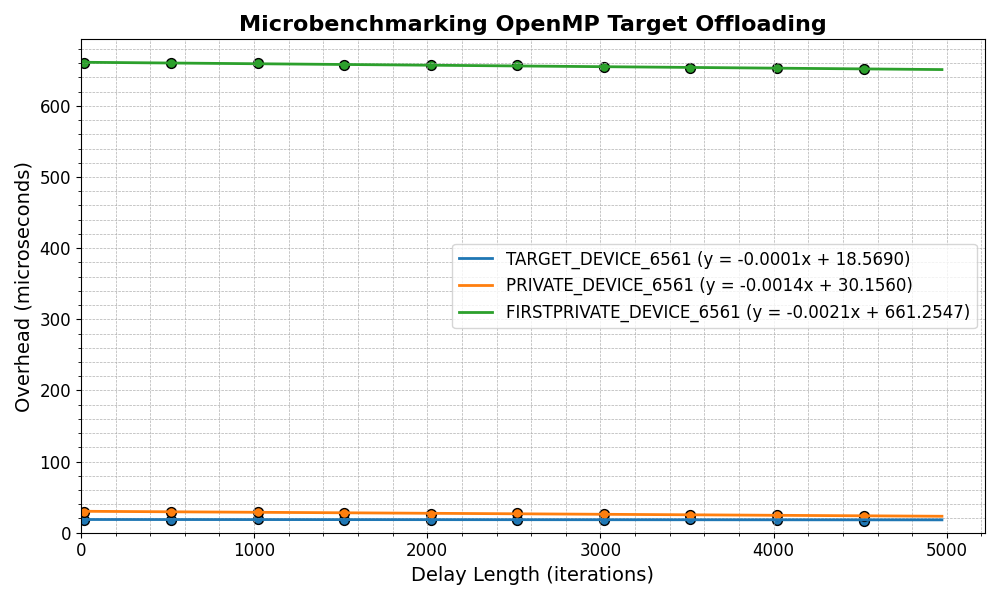 Microbenchmarking OpenMP Target Offloading
Overhead (microseconds)
600
500
400
300
200
100
0
TARGET_DEVICE_6561 (y = -0.0001x + 18.5690)
PRIVATE_DEVICE_6561 (y = -0.0014x + 30.1560)
FIRSTPRIVATE_DEVICE_6561 (y = -0.0021x + 661.2547)
0 1000 2000 3000 4000 5000
Delay Length (iterations)